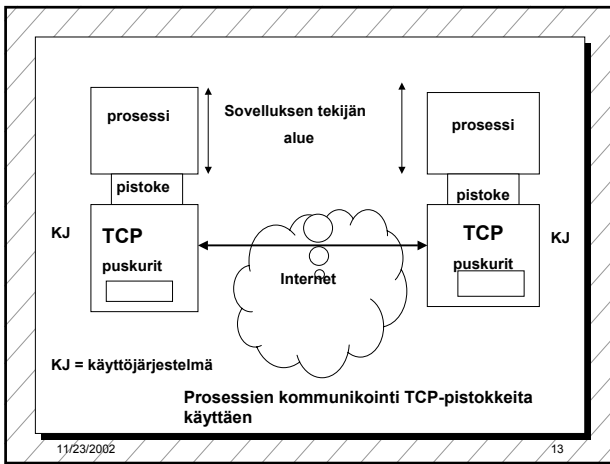 prosessi
Sovelluksen tekijän
alue
prosessi
pistoke
pistoke
KJ
TCP
puskurit
Internet
TCP
puskurit
KJ
KJ = käyttöjärjestelmä
Prosessien kommunikointi TCP-pistokkeita
käyttäen
11/23/2002
13